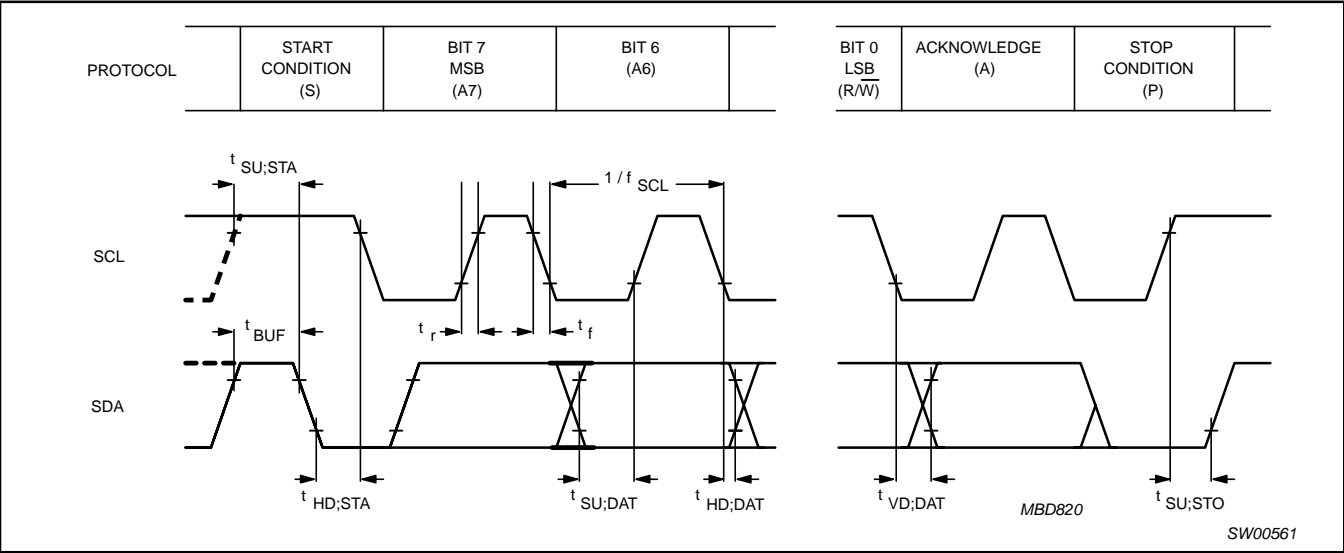 PROTOCOL
START
CONDITION
(S)
BIT 7
MSB
(A7)
BIT 6
(A6)
BIT 0
LSB
(R/W̅)
ACKNOWLEDGE
(A)
STOP
CONDITION
(P)
t SU;STA
1 / f SCL
SCL
t BUF
t r
t f
SDA
t HD;STA
t SU;DAT
t HD;DAT
t VD;DAT
t SU;STO
MBD820
SW00561